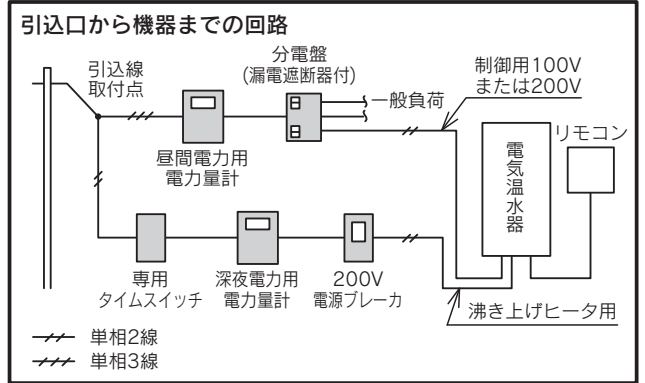 引込口から機器までの回路
引込線
取付点
分電盤
(漏電遮断器付)
一般負荷
制御用100V
または200V
リモコン
電気温水器
昼間電力用
電力量計
専用
タイムスイッチ
深夜電力用
電力量計
200V
電源ブレーカ
沸き上げヒータ用
単相2線
単相3線